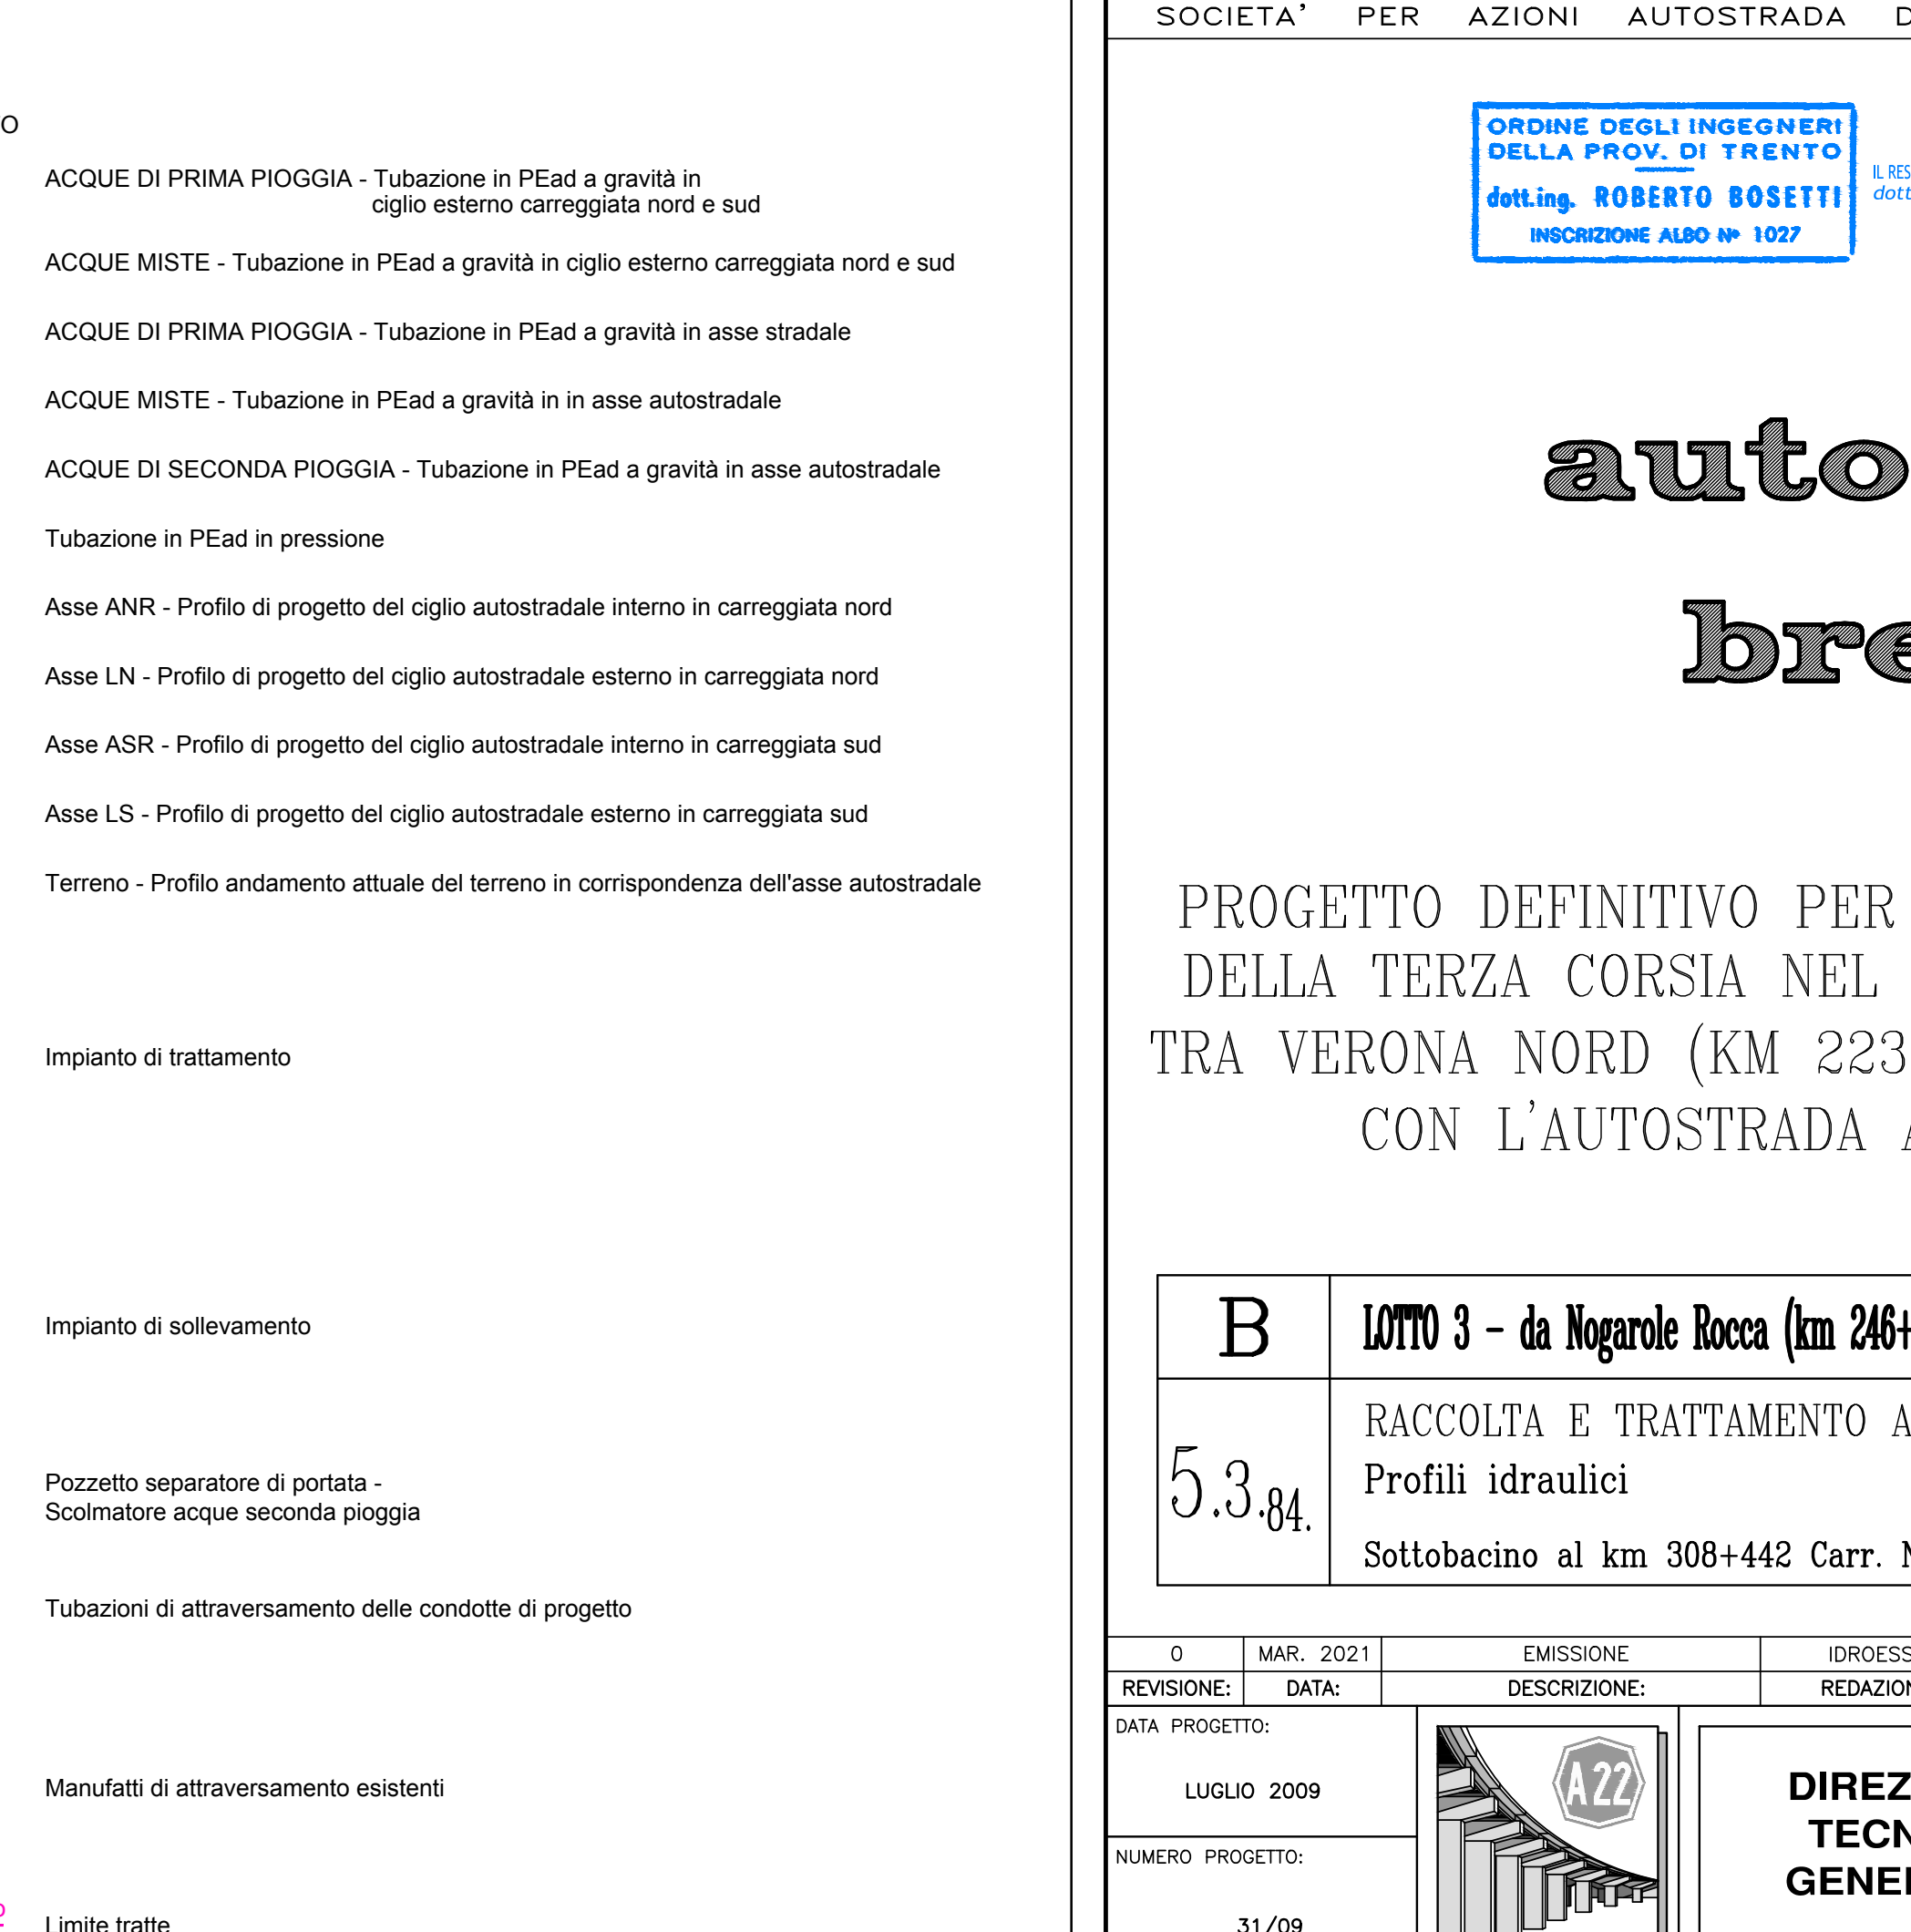 O
ACQUE DI PRIMA PIOGGIA - Tubazione in PEad a gravità in
ciglio esterno carreggiata nord e sud
ACQUE MISTE - Tubazione in PEad a gravità in ciglio esterno carreggiata nord e sud
ACQUE DI PRIMA PIOGGIA - Tubazione in PEad a gravità in asse stradale
ACQUE MISTE - Tubazione in PEad a gravità in in asse autostradale
ACQUE DI SECONDA PIOGGIA - Tubazione in PEad a gravità in asse autostradale
Tubazione in PEad in pressione
Asse ANR - Profilo di progetto del ciglio autostradale interno in carreggiata nord
Asse LN - Profilo di progetto del ciglio autostradale esterno in carreggiata nord
Asse ASR - Profilo di progetto del ciglio autostradale interno in carreggiata sud
Asse LS - Profilo di progetto del ciglio autostradale esterno in carreggiata sud
Terreno - Profilo andamento attuale del terreno in corrispondenza dell'asse autostradale
Impianto di trattamento
Impianto di sollevamento
Pozzetto separatore di portata -
Scolmatore acque seconda pioggia
Tubazioni di attraversamento delle condotte di progetto
Manufatti di attraversamento esistenti
Limite tratte
SOCIETA' PER AZIONI AUTOSTRADA
ORDINE DEGLI INGEGNERI
DELLA PROV. DI TRENTO
dott.ing. ROBERTO BOSETTI
INSCRIZIONE ALBO Nº 1027
IL RES
dott
auto
bre
PROGETTO DEFINITIVO PER
DELLA TERZA CORSIA NEL
TRA VERONA NORD (KM 223
CON L'AUTOSTRADA A
B
LOTTO 3 - da Nogarole Rocca (km 246+
5.3.84.
RACCOLTA E TRATTAMENTO A
Profili idraulici
Sottobacino al km 308+442 Carr. N
0 MAR. 2021 EMISSIONE IDROESS
REVISIONE: DATA: DESCRIZIONE: REDAZION
DATA PROGETTO:
LUGLIO 2009
NUMERO PROGETTO:
31/09
A22
DIREZ
TECN
GENE